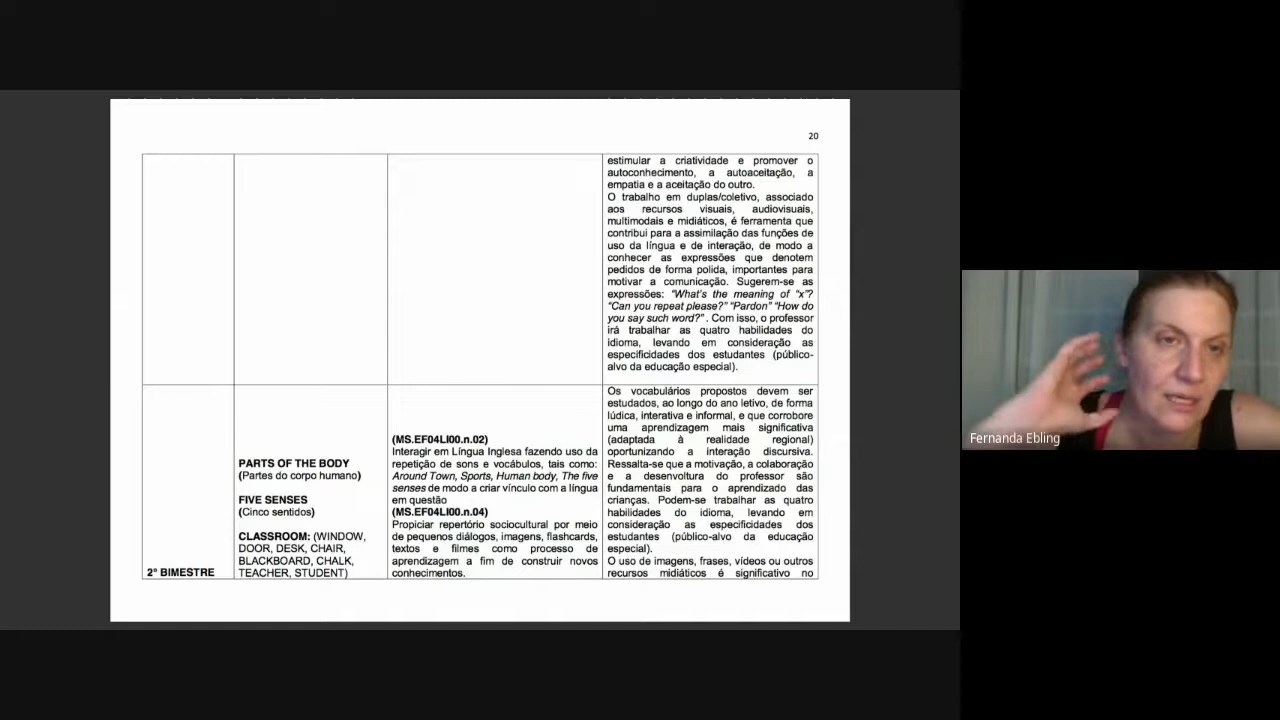 20
estimular a criatividade e promover o
autoconhecimento, a autoaceitação, a
empatia e a aceitação do outro.
O trabalho em duplas/coletivo, associado
aos recursos visuais, audiovisuais,
multimodais e midiáticos, é ferramenta que
contribui para a assimilação das funções de
uso da língua e de interação, de modo a
conhecer as expressões que denotem
pedidos de forma polida, importantes para
motivar a comunicação. Sugerem-se as
expressões: “What’s the meaning of “x”?
“Can you repeat please?” “Pardon” “How do
you say such word?” . Com isso, o professor
irá trabalhar as quatro habilidades do
idioma, levando em consideração as
especificidades dos estudantes (público-
alvo da educação especial).
2° BIMESTRE
PARTS OF THE BODY
(Partes do corpo humano)
FIVE SENSES
(Cinco sentidos)
CLASSROOM: (WINDOW,
DOOR, DESK, CHAIR,
BLACKBOARD, CHALK,
TEACHER, STUDENT)
(MS.EF04LI00.n.02)
Interagir em Língua Inglesa fazendo uso da
repetição de sons e vocábulos, tais como:
Around Town, Sports, Human body, The five
senses de modo a criar vínculo com a língua
em questão
(MS.EF04LI00.n.04)
Propiciar repertório sociocultural por meio
de pequenos diálogos, imagens, flashcards,
textos e filmes como processo de
aprendizagem a fim de construir novos
conhecimentos.
Os vocabulários propostos devem ser
estudados, ao longo do ano letivo, de forma
lúdica, interativa e informal, e que corrobore
uma aprendizagem mais significativa
(adaptada à realidade regional)
oportunizando a interação discursiva.
Ressalta-se que a motivação, a colaboração
e a desenvoltura do professor são
fundamentais para o aprendizado das
crianças. Podem-se trabalhar as quatro
habilidades do idioma, levando em
consideração as especificidades dos
estudantes (público-alvo da educação
especial).
O uso de imagens, frases, vídeos ou outros
recursos midiáticos é significativo no
Fernanda Ebling